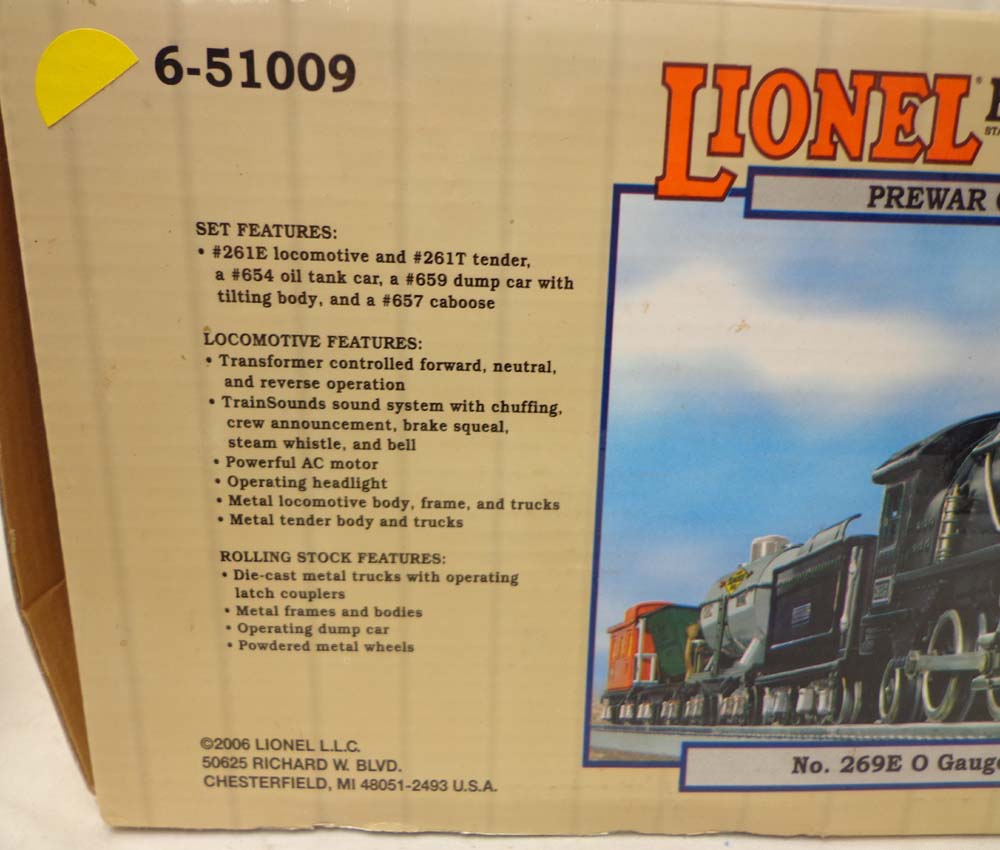 6-51009
LIONEL
PREWAR
SET FEATURES:
• #261E locomotive and #261T tender,
a #654 oil tank car, a #659 dump car with
tilting body, and a #657 caboose
LOCOMOTIVE FEATURES:
• Transformer controlled forward, neutral,
and reverse operation
• TrainSounds sound system with chuffing,
crew announcement, brake squeal,
steam whistle, and bell
• Powerful AC motor
• Operating headlight
• Metal locomotive body, frame, and trucks
• Metal tender body and trucks
ROLLING STOCK FEATURES:
• Die-cast metal trucks with operating
latch couplers
• Metal frames and bodies
• Operating dump car
• Powdered metal wheels
No. 269E O Gauge
©2006 LIONEL L.L.C.
50625 RICHARD W. BLVD.
CHESTERFIELD, MI 48051-2493 U.S.A.